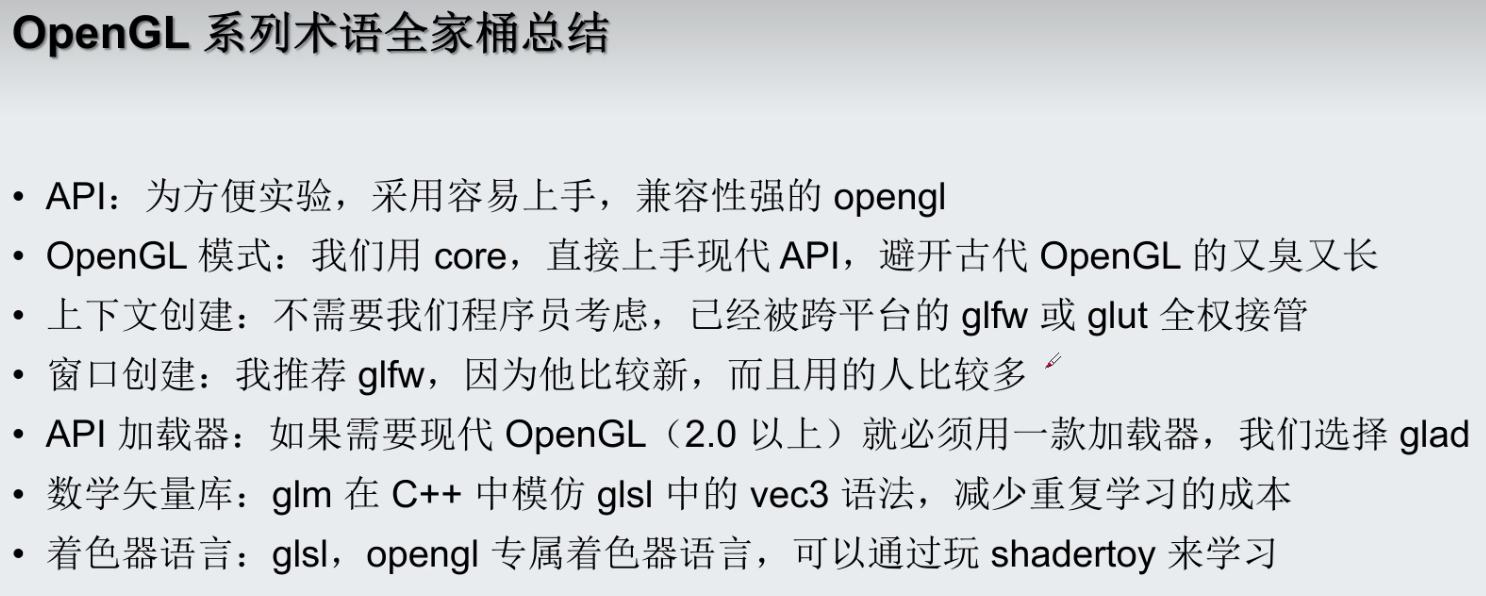 OpenGL 系列术语全家桶总结
• API：为方便实验，采用容易上手，兼容性强的 opengl
• OpenGL 模式：我们用 core，直接上手现代 API，避开古代 OpenGL 的又臭又长
• 上下文创建：不需要我们程序员考虑，已经被跨平台的 glfw 或 glut 全权接管
• 窗口创建：我推荐 glfw，因为他比较新，而且用的人比较多
• API 加载器：如果需要现代 OpenGL（2.0 以上）就必须用一款加载器，我们选择 glad
• 数学矢量库：glm 在 C++ 中模仿 glsl 中的 vec3 语法，减少重复学习的成本
• 着色器语言：glsl，opengl 专属着色器语言，可以通过玩 shadertoy 来学习